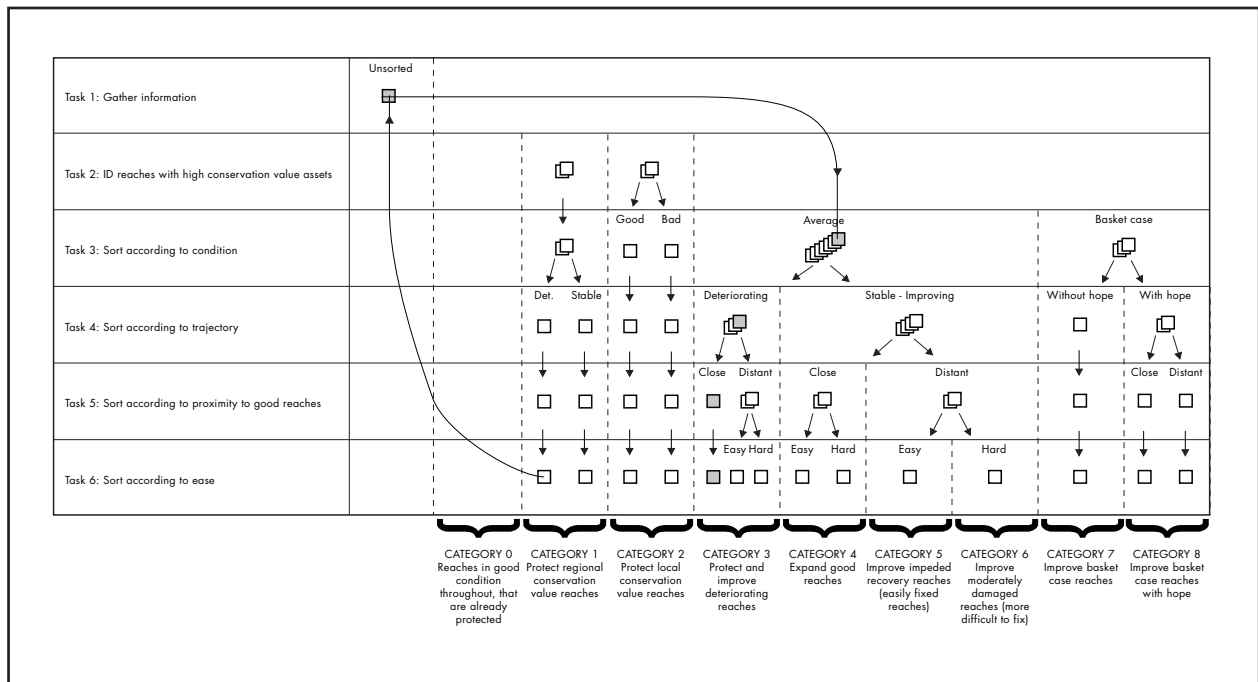 Unsorted
Task 1: Gather information
Task 2: ID reaches with high conservation value assets
Good Bad Average Basket case
Task 3: Sort according to condition
Det. Stable Deteriorating Stable - Improving Without hope With hope
Task 4: Sort according to trajectory
Close Distant Close Distant Close Distant
Task 5: Sort according to proximity to good reaches
Easy Hard Easy Hard Easy Hard
Task 6: Sort according to ease
CATEGORY 0
Reaches in good
condition
throughout, that
are already
protected
CATEGORY 1
Protect regional
conservation
value reaches
CATEGORY 2
Protect local
conservation
value reaches
CATEGORY 3
Protect and
improve
deteriorating
reaches
CATEGORY 4
Expand good
reaches
CATEGORY 5
Improve impeded
recovery reaches
(easily fixed
reaches)
CATEGORY 6
Improve
moderately
damaged
reaches (more
difficult to fix)
CATEGORY 7
Improve basket
case reaches
CATEGORY 8
Improve basket
case reaches
with hope